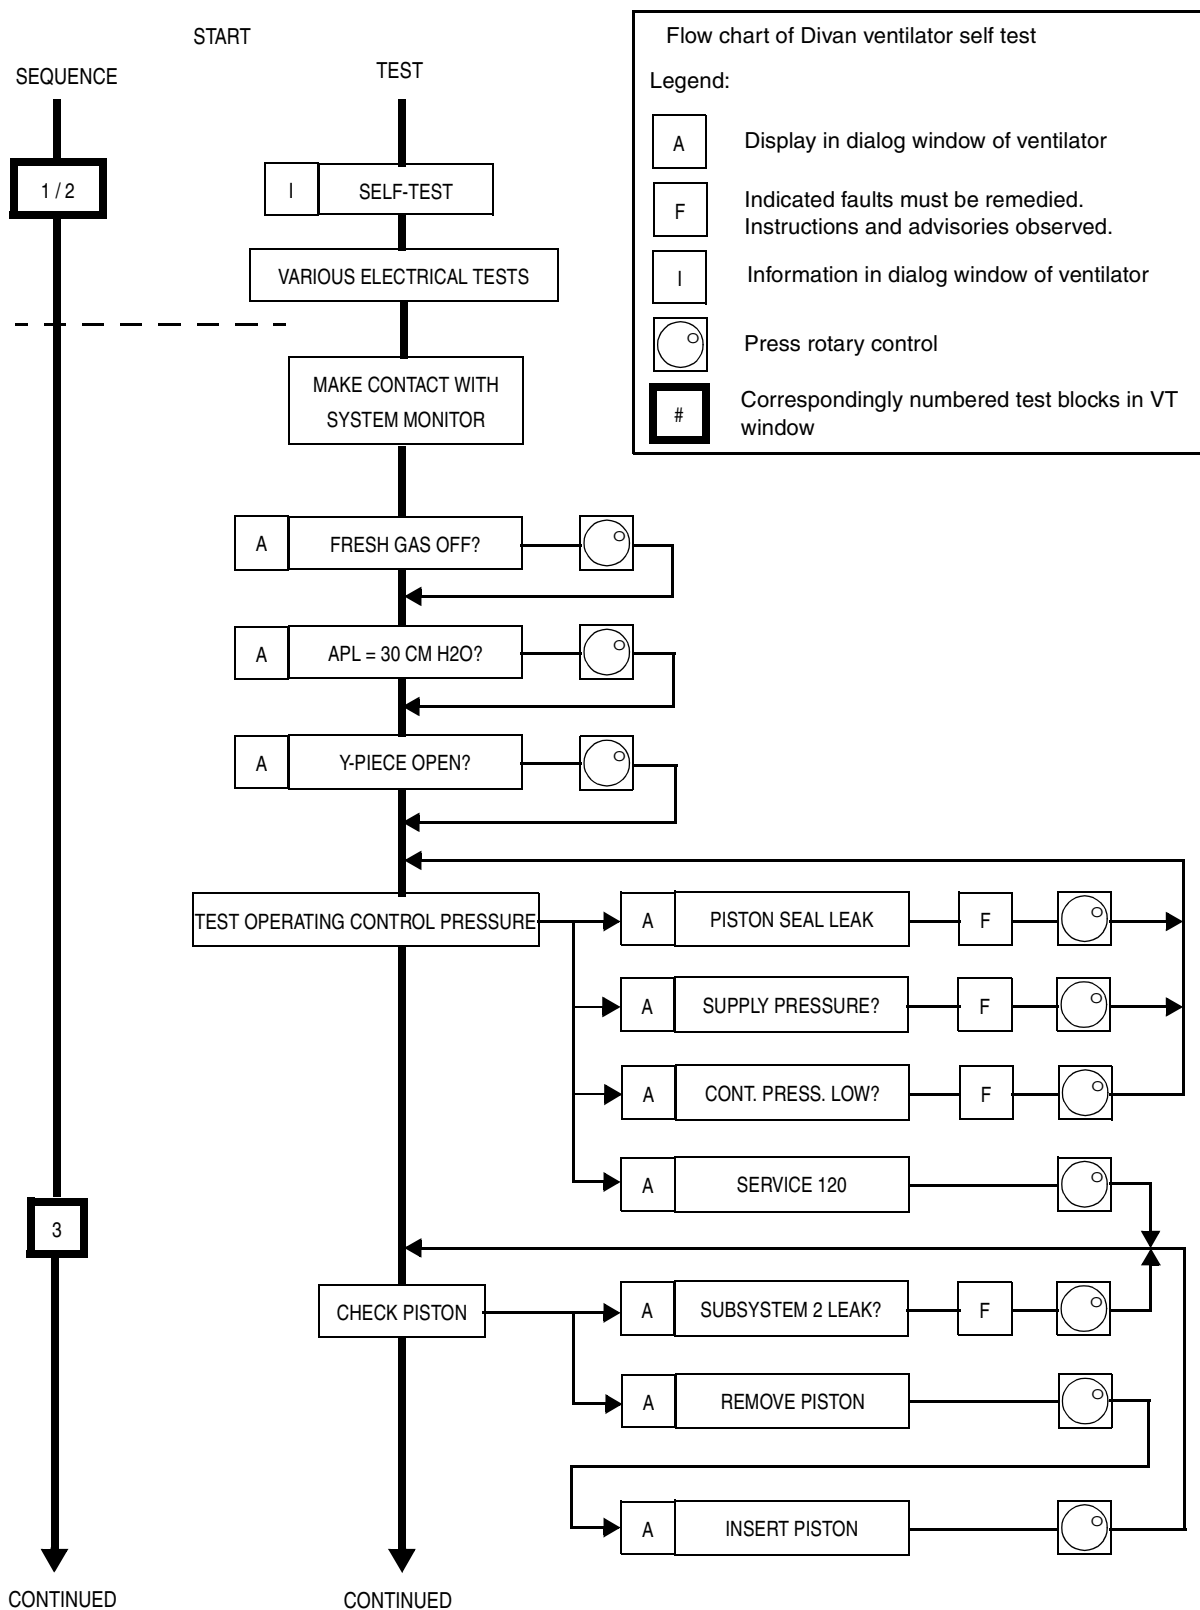 START
SEQUENCE
TEST
1 / 2
I
SELF-TEST
VARIOUS ELECTRICAL TESTS
MAKE CONTACT WITH
SYSTEM MONITOR
Flow chart of Divan ventilator self test
Legend:
A
Display in dialog window of ventilator
F
Indicated faults must be remedied.
Instructions and advisories observed.
I
Information in dialog window of ventilator
Press rotary control
#
Correspondingly numbered test blocks in VT
window
A
FRESH GAS OFF?
A
APL = 30 CM H2O?
A
Y-PIECE OPEN?
TEST OPERATING CONTROL PRESSURE
A
PISTON SEAL LEAK
F
A
SUPPLY PRESSURE?
F
A
CONT. PRESS. LOW?
F
A
SERVICE 120
3
CHECK PISTON
A
SUBSYSTEM 2 LEAK?
F
A
REMOVE PISTON
A
INSERT PISTON
CONTINUED
CONTINUED